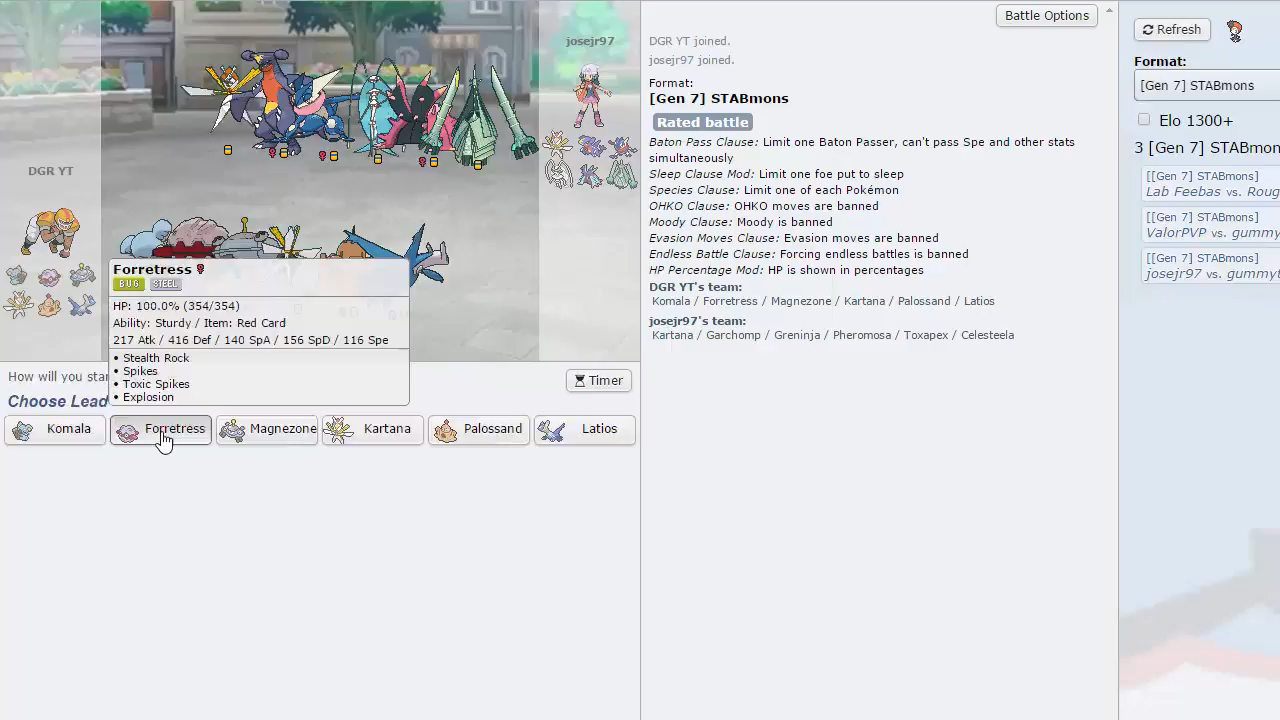 josejr97
DGR YT
Forretress
BUG STEEL
HP: 100.0% (354/354)
Ability: Sturdy / Item: Red Card
217 Atk / 416 Def / 140 SpA / 156 SpD / 116 Spe
• Stealth Rock
• Spikes
• Toxic Spikes
• Explosion
How will you star
Timer
Choose Lead
Komala
Forretress
Magnezone
Kartana
Palossand
Latios
Battle Options
DGR YT joined.
josejr97 joined.
Format:
[Gen 7] STABmons
Rated battle
Baton Pass Clause: Limit one Baton Passer, can't pass Spe and other stats
simultaneously
Sleep Clause Mod: Limit one foe put to sleep
Species Clause: Limit one of each Pokémon
OHKO Clause: OHKO moves are banned
Moody Clause: Moody is banned
Evasion Moves Clause: Evasion moves are banned
Endless Battle Clause: Forcing endless battles is banned
HP Percentage Mod: HP is shown in percentages
DGR YT's team:
Komala / Forretress / Magnezone / Kartana / Palossand / Latios
josejr97's team:
Kartana / Garchomp / Greninja / Pheromosa / Toxapex / Celesteela
Refresh
Format:
[Gen 7] STABmons
Elo 1300+
3 [Gen 7] STABmon
[[Gen 7] STABmons]
Lab Feebas vs. Roug
[[Gen 7] STABmons]
ValorPVP vs. gummy
[[Gen 7] STABmons]
josejr97 vs. gummyb